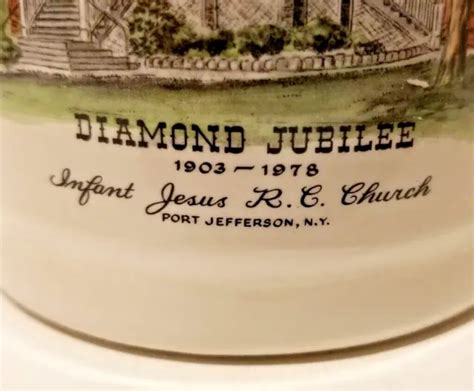 DIAMOND JUBILEE
1903 – 1978
Infant Jesus R.C. Church
PORT JEFFERSON, N.Y.